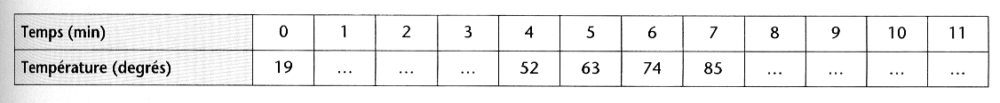 Temps (min) 0 1 2 3 4 5 6 7 8 9 10 11
Température (degrés) 19 ... ... ... 52 63 74 85 ... ... ... ...